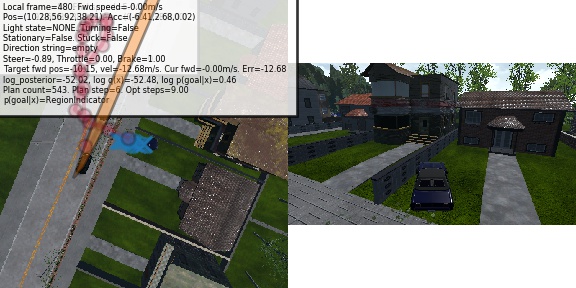 Local frame=480. Fwd speed=-0.00m/s
Pos=(10.28,56.92,38.21) Acc=(-6.41,2.68,0.02)
Light state=NONE. Turning=False
Stationary=False. Stuck=False
Direction string=empty
Steer=-0.89, Throttle=0.00, Brake=1.00
Target fwd pos=-10.15, vel=-12.68m/s. Cur fwd=-0.00m/s. Err=-12.68
log_posterior=-52.02, log q(x)=-52.48, log p(goal|x)=0.46
Plan count=543. Plan step=6. Opt steps=9.00
p(goal|x)=RegionIndicator